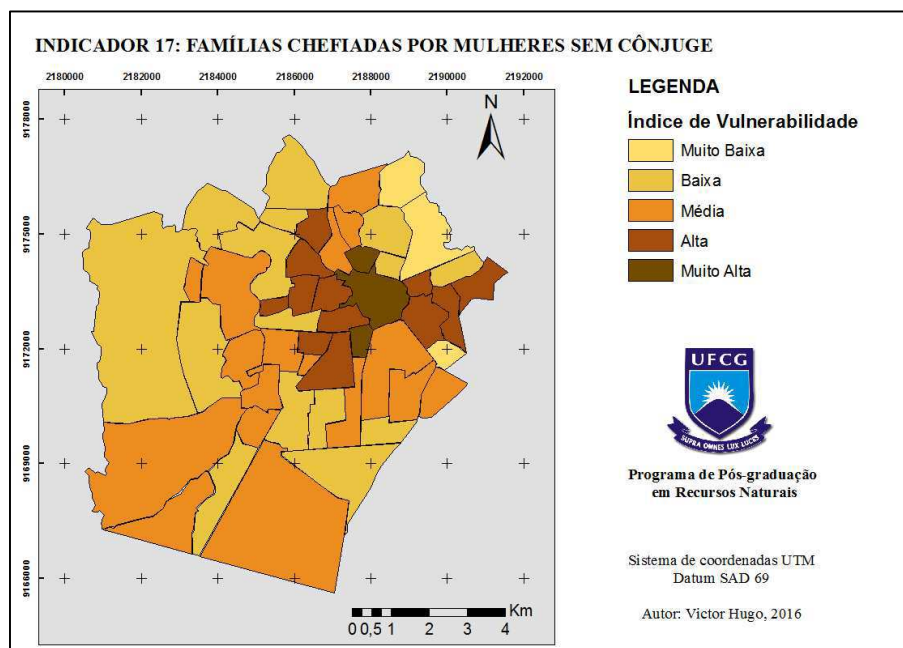 INDICADOR 17: FAMÍLIAS CHEFIADAS POR MULHERES SEM CÔNJUGE
2180000 2182000 2184000 2186000 2188000 2190000 2192000
9178000
9175000
9172000
9169000
9166000
N
Km
0 0,5 1 2 3 4
LEGENDA
Índice de Vulnerabilidade
Muito Baixa
Baixa
Média
Alta
Muito Alta
UFCG
SUPRA OMNES LUX LUCES
Programa de Pós-graduação
em Recursos Naturais
Sistema de coordenadas UTM
Datum SAD 69
Autor: Victor Hugo, 2016